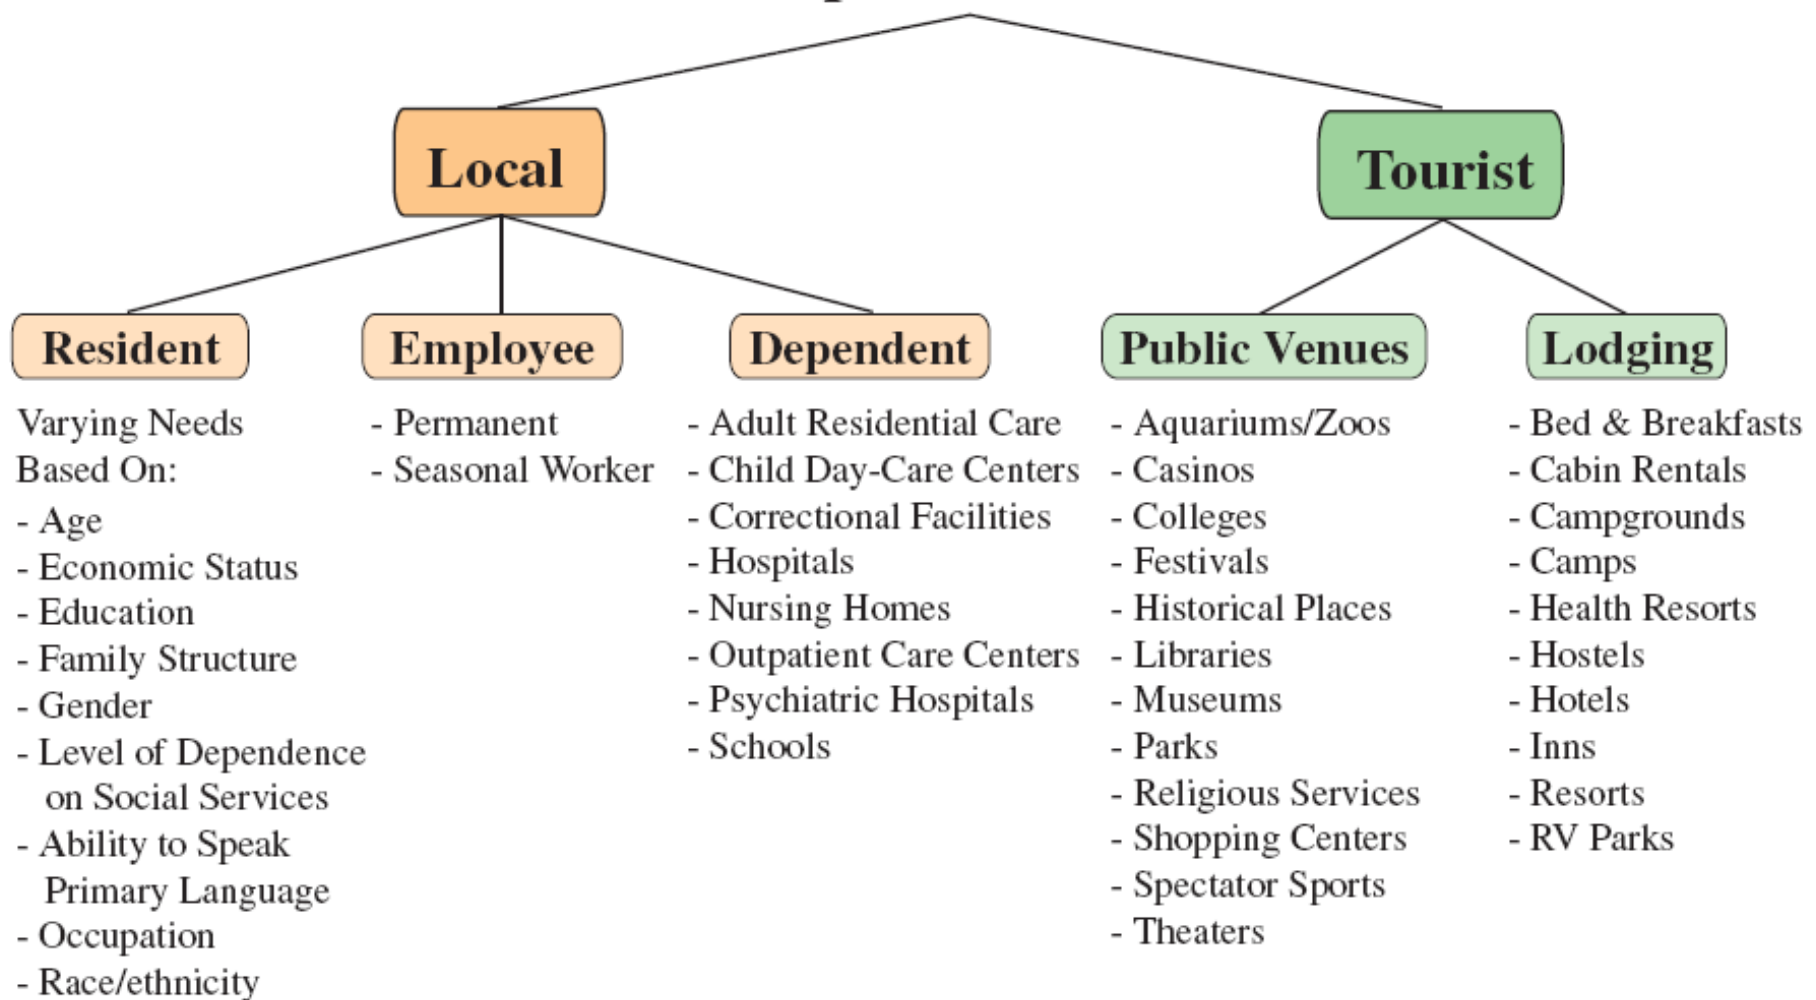 Local
Tourist
Resident
Employee
Dependent
Public Venues
Lodging
Varying Needs
Based On:
- Age
- Economic Status
- Education
- Family Structure
- Gender
- Level of Dependence
on Social Services
- Ability to Speak
Primary Language
- Occupation
- Race/ethnicity
- Permanent
- Seasonal Worker
- Adult Residential Care
- Child Day-Care Centers
- Correctional Facilities
- Hospitals
- Nursing Homes
- Outpatient Care Centers
- Psychiatric Hospitals
- Schools
- Aquariums/Zoos
- Casinos
- Colleges
- Festivals
- Historical Places
- Libraries
- Museums
- Parks
- Religious Services
- Shopping Centers
- Spectator Sports
- Theaters
- Bed & Breakfasts
- Cabin Rentals
- Campgrounds
- Camps
- Health Resorts
- Hostels
- Hotels
- Inns
- Resorts
- RV Parks